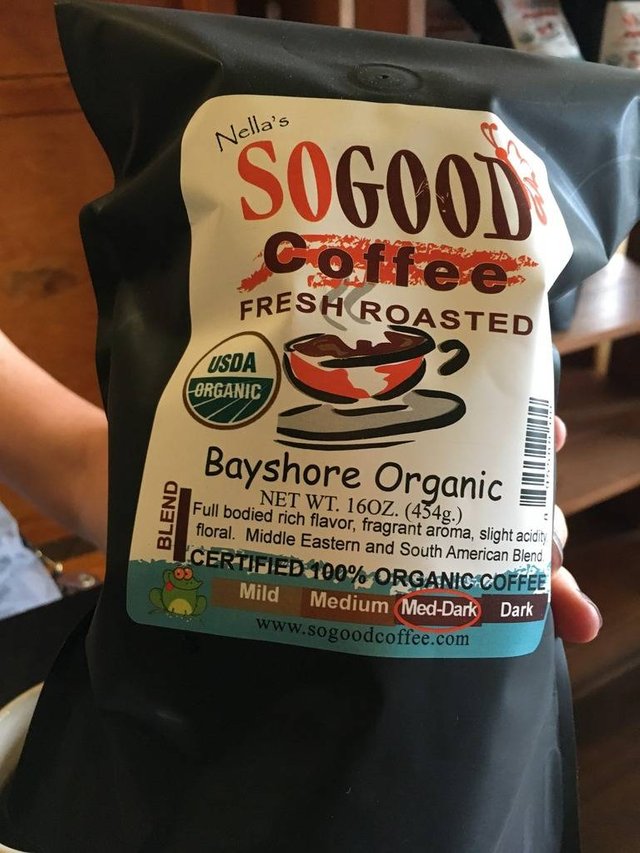 Nella's
SOGOOD
Coffee
FRESH ROASTED
USDA
ORGANIC
Bayshore Organic
NET WT. 16OZ. (454g.)
BLEND
Full bodied rich flavor, fragrant aroma, slight acidity
floral. Middle Eastern and South American Blend.
CERTIFIED 100% ORGANIC COFFEE
Mild Medium Med-Dark Dark
www.sogoodcoffee.com